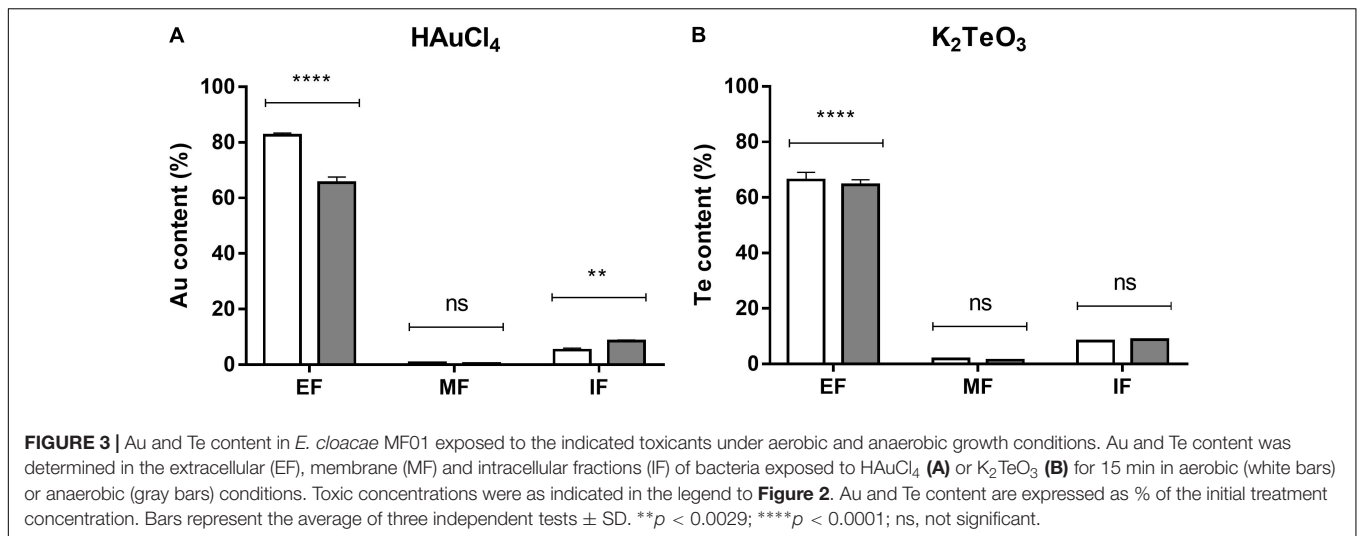 A HAuCl₄
Au content (%)
100
80
60
40
20
0
****
ns
**
EF MF IF
B K₂TeO₃
Te content (%)
100
80
60
40
20
0
****
ns
ns
EF MF IF
FIGURE 3 | Au and Te content in E. cloacae MF01 exposed to the indicated toxicants under aerobic and anaerobic growth conditions. Au and Te content was
determined in the extracellular (EF), membrane (MF) and intracellular fractions (IF) of bacteria exposed to HAuCl₄ (A) or K₂TeO₃ (B) for 15 min in aerobic (white bars)
or anaerobic (gray bars) conditions. Toxic concentrations were as indicated in the legend to Figure 2. Au and Te content are expressed as % of the initial treatment
concentration. Bars represent the average of three independent tests ± SD. **p < 0.0029; ****p < 0.0001; ns, not significant.